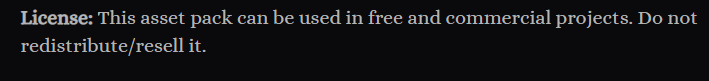 License: This asset pack can be used in free and commercial projects. Do not
redistribute/resell it.